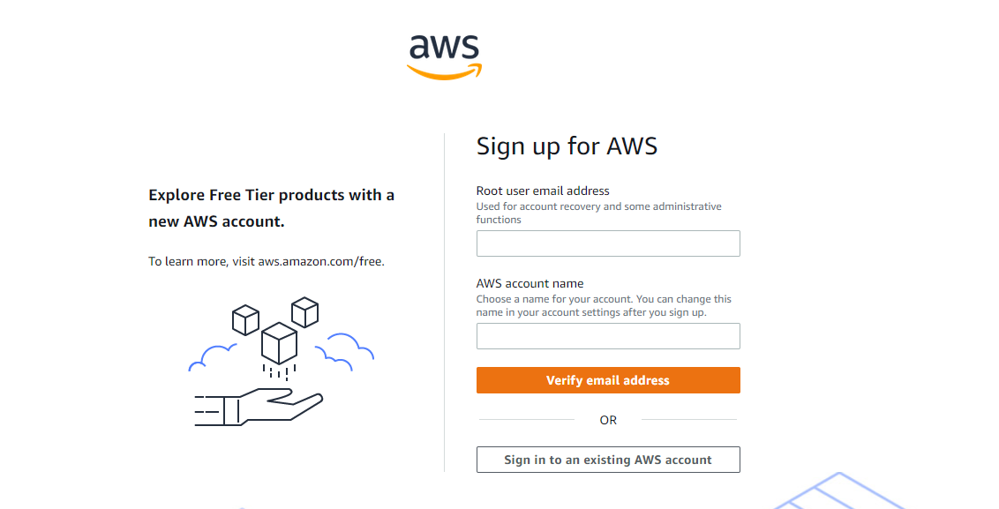 aws
Explore Free Tier products with a
new AWS account.
To learn more, visit aws.amazon.com/free.
Sign up for AWS
Root user email address
Used for account recovery and some administrative
functions
AWS account name
Choose a name for your account. You can change this
name in your account settings after you sign up.
Verify email address
OR
Sign in to an existing AWS account